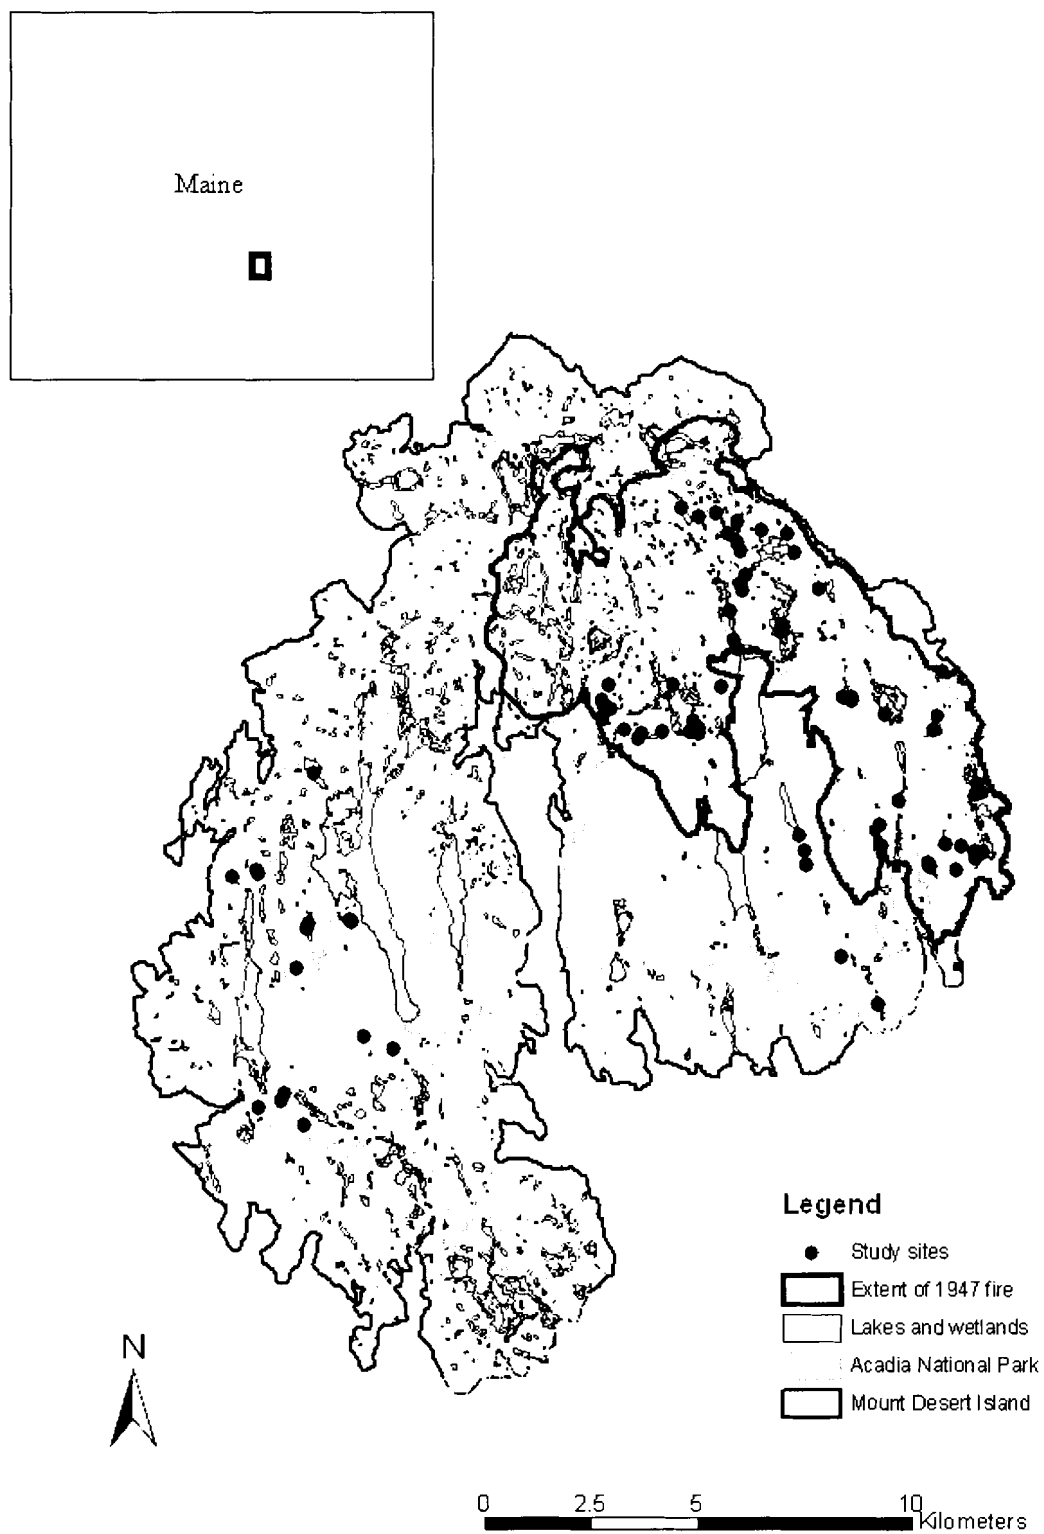 Maine
Legend
Study sites
Extent of 1947 fire
Lakes and wetlands
Acadia National Park
Mount Desert Island
N
0 2.5 5 10
Kilometers